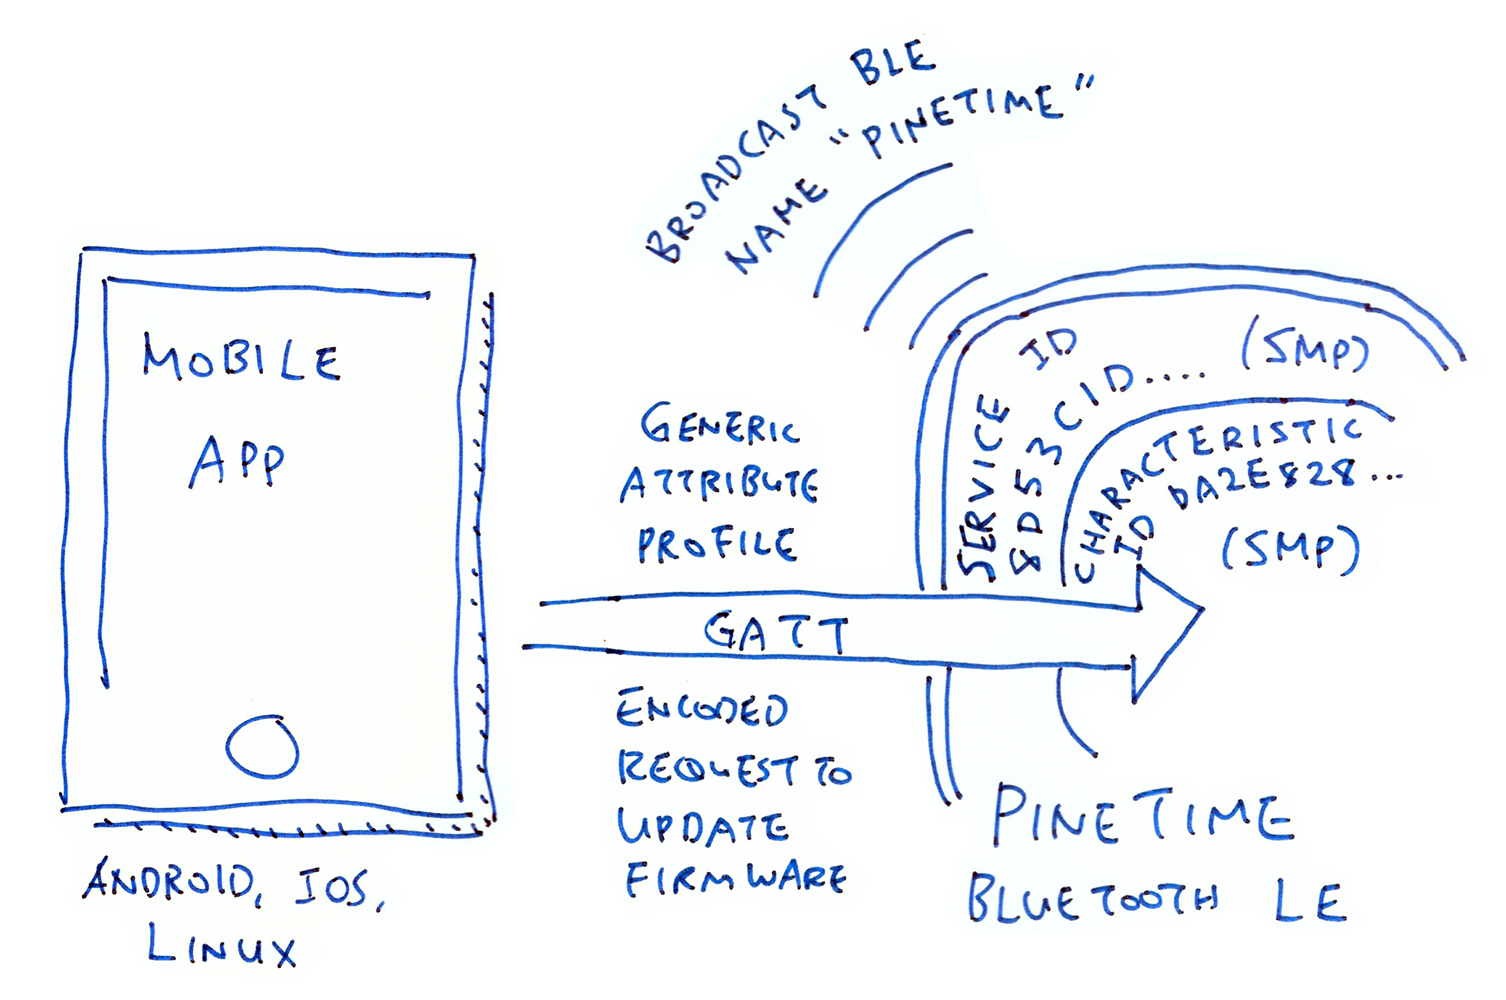 BROADCAST BLE
NAME "PINETIME"
MOBILE
APP
ANDROID, IOS,
LINUX
GENERIC
ATTRIBUTE
PROFILE
GATT
ENCODED
REQUEST TO
UPDATE
FIRMWARE
SERVICE ID
8D53CID.... (SMP)
CHARACTERISTIC
ID DA2E828...
(SMP)
PINETIME
BLUETOOTH LE